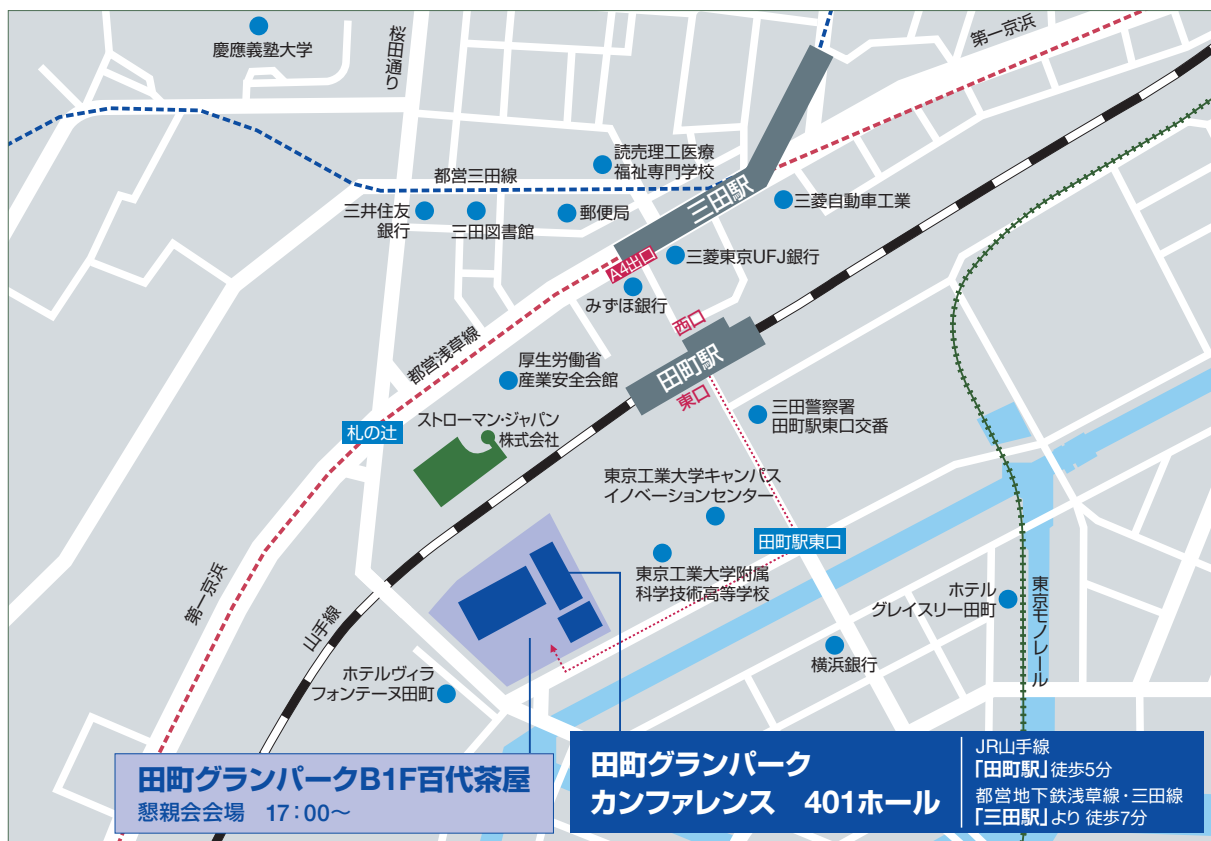 慶應義塾大学
桜田通り
第一京浜
読売理工医療
福祉専門学校
都営三田線
三井住友
銀行
三田図書館
郵便局
三田駅
三菱自動車工業
A4出口
三菱東京UFJ銀行
みずほ銀行
西口
田町駅
東口
都営浅草線
厚生労働省
産業安全会館
札の辻
ストローマン・ジャパン
株式会社
三田警察署
田町駅東口交番
東京工業大学キャンパス
イノベーションセンター
田町駅東口
東京工業大学附属
科学技術高等学校
ホテル
グレイスリー田町
東京モノレール
横浜銀行
第一京浜
山手線
ホテルヴィラ
フォンテーヌ田町
田町グランパークB1F百代茶屋
懇親会会場 17:00〜
田町グランパーク
カンファレンス 401ホール
JR山手線
「田町駅」徒歩5分
都営地下鉄浅草線・三田線
「三田駅」より 徒歩7分